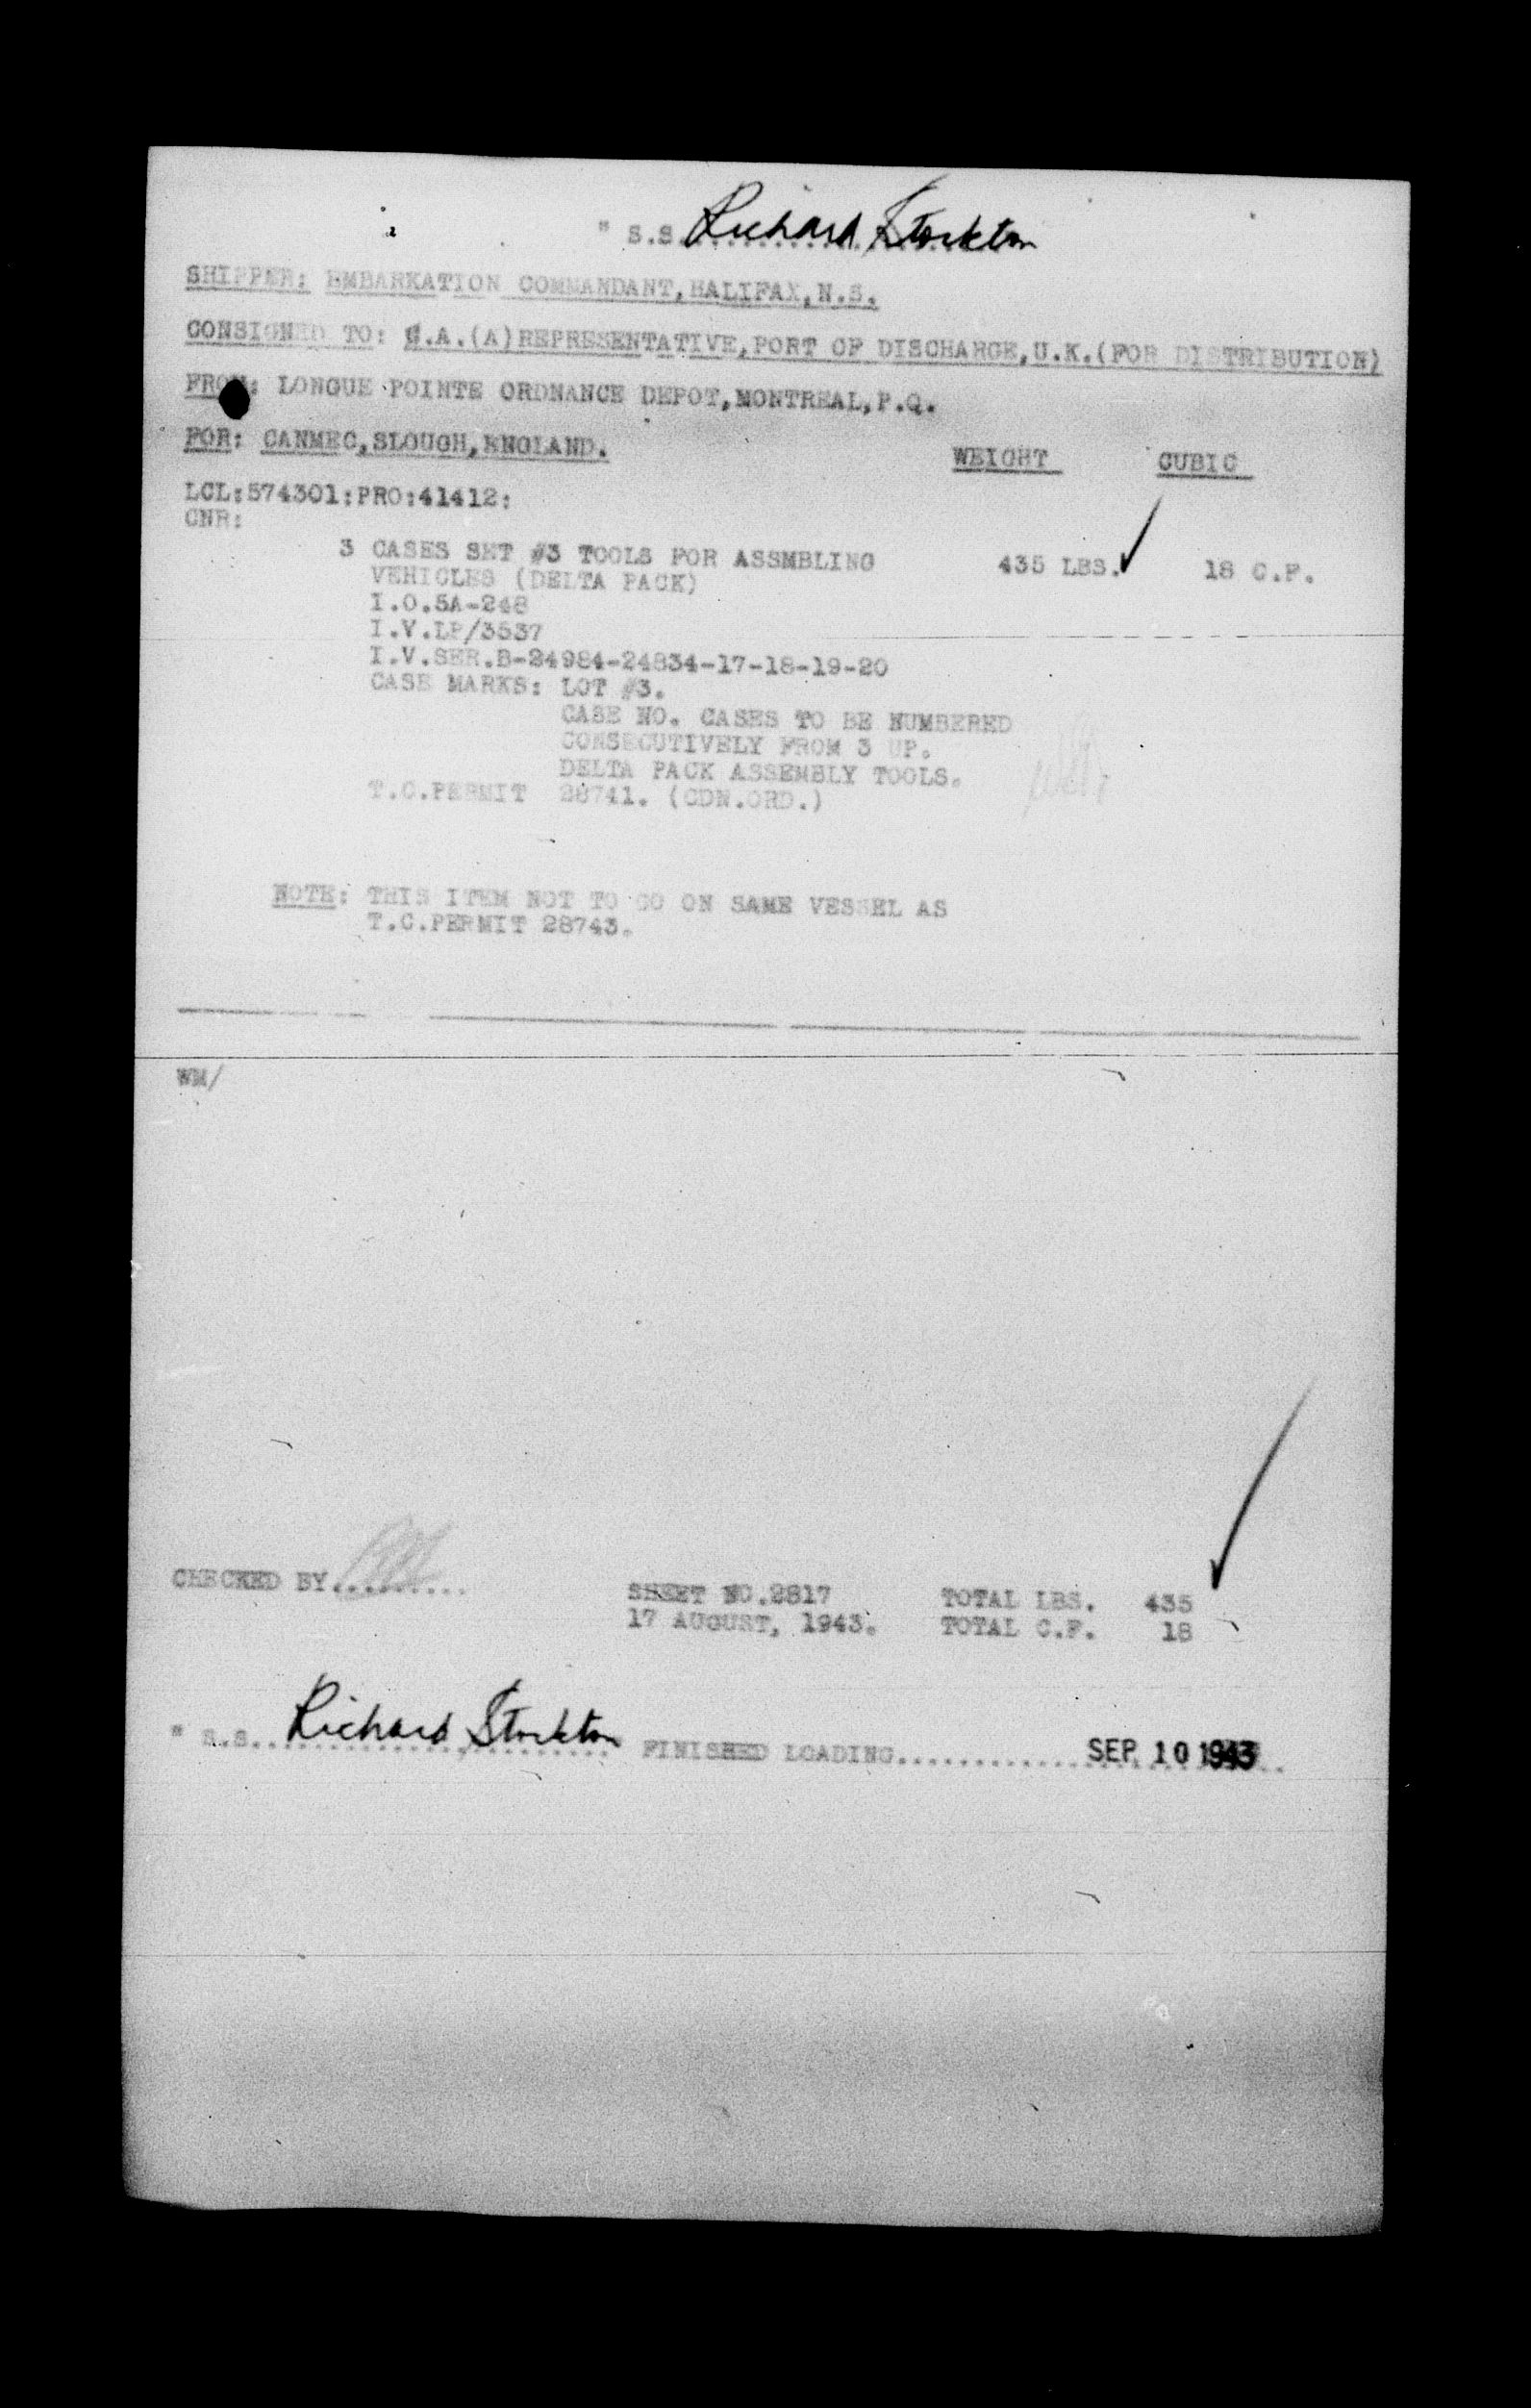 " S.S. Richard Stockton
SHIPPER: EMBARKATION COMMANDANT,HALIFAX,N.S.
CONSIGNED TO: C.A.(A)REPRESENTATIVE,PORT OF DISCHARGE,U.K.(FOR DISTRIBUTION)
FROM: LONGUE POINTE ORDNANCE DEPOT,MONTREAL,P.Q.
FOR: CANMEC,SLOUGH,ENGLAND.
WEIGHT CUBIC
LCL:574301:PRO:41412:
CNR:
3 CASES SET #3 TOOLS FOR ASSMBLING 435 LBS. 18 C.F.
VEHICLES (DELTA PACK)
I.O.5A-248
I.V.LP/3537
I.V.SER.B-24984-24834-17-18-19-20
CASE MARKS: LOT #3.
CASE NO. CASES TO BE NUMBERED
CONSECUTIVELY FROM 3 UP.
DELTA PACK ASSEMBLY TOOLS.
T.C.PERMIT 28741. (CDN.ORD.)
NOTE: THIS ITEM NOT TO GO ON SAME VESSEL AS
T.C.PERMIT 28743.
WM/
CHECKED BY..........
SHEET NO.2817 TOTAL LBS. 435
17 AUGUST, 1943. TOTAL C.F. 18
" S.S. Richard Stockton FINISHED LOADING.................. SEP 10 1943